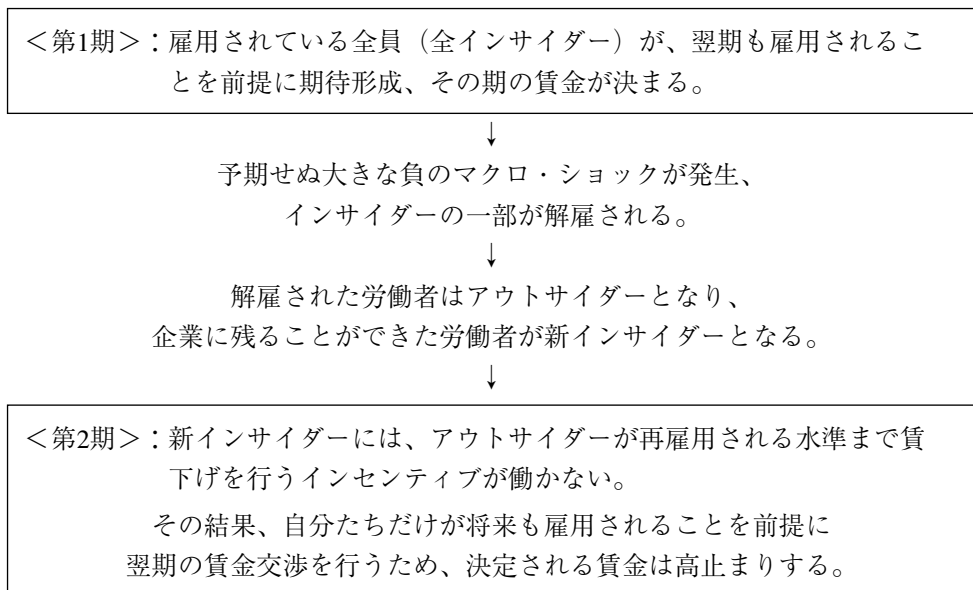 ＜第1期＞：雇用されている全員（全インサイダー）が、翌期も雇用されるこ
とを前提に期待形成、その期の賃金が決まる。
↓
予期せぬ大きな負のマクロ・ショックが発生、
インサイダーの一部が解雇される。
↓
解雇された労働者はアウトサイダーとなり、
企業に残ることができた労働者が新インサイダーとなる。
↓
＜第2期＞：新インサイダーには、アウトサイダーが再雇用される水準まで賃
下げを行うインセンティブが働かない。
その結果、自分たちだけが将来も雇用されることを前提に
翌期の賃金交渉を行うため、決定される賃金は高止まりする。